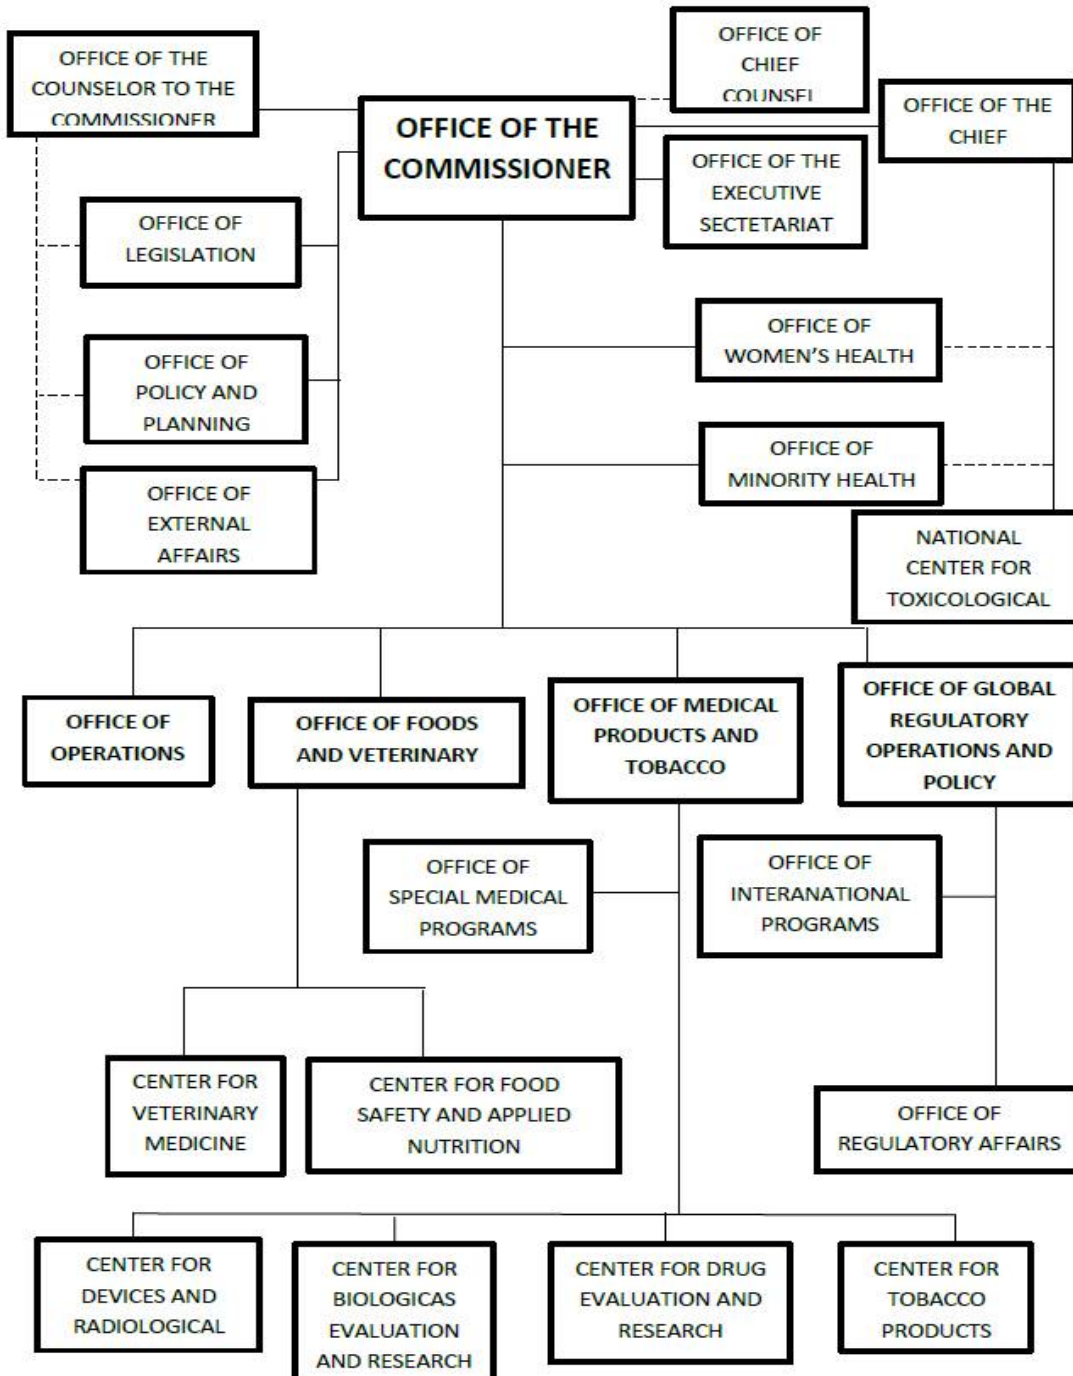 OFFICE OF THE
COUNSELOR TO THE
COMMISSIONER
OFFICE OF THE
COMMISSIONER
OFFICE OF
CHIEF
COUNSEL
OFFICE OF THE
CHIEF
OFFICE OF THE
EXECUTIVE
SECTETARIAT
OFFICE OF
LEGISLATION
OFFICE OF
POLICY AND
PLANNING
OFFICE OF
EXTERNAL
AFFAIRS
OFFICE OF
WOMEN'S HEALTH
OFFICE OF
MINORITY HEALTH
NATIONAL
CENTER FOR
TOXICOLOGICAL
OFFICE OF
OPERATIONS
OFFICE OF FOODS
AND VETERINARY
OFFICE OF MEDICAL
PRODUCTS AND
TOBACCO
OFFICE OF GLOBAL
REGULATORY
OPERATIONS AND
POLICY
OFFICE OF
SPECIAL MEDICAL
PROGRAMS
OFFICE OF
INTERANATIONAL
PROGRAMS
CENTER FOR
VETERINARY
MEDICINE
CENTER FOR FOOD
SAFETY AND APPLIED
NUTRITION
OFFICE OF
REGULATORY AFFAIRS
CENTER FOR
DEVICES AND
RADIOLOGICAL
CENTER FOR
BIOLOGICAS
EVALUATION
AND RESEARCH
CENTER FOR DRUG
EVALUATION AND
RESEARCH
CENTER FOR
TOBACCO
PRODUCTS